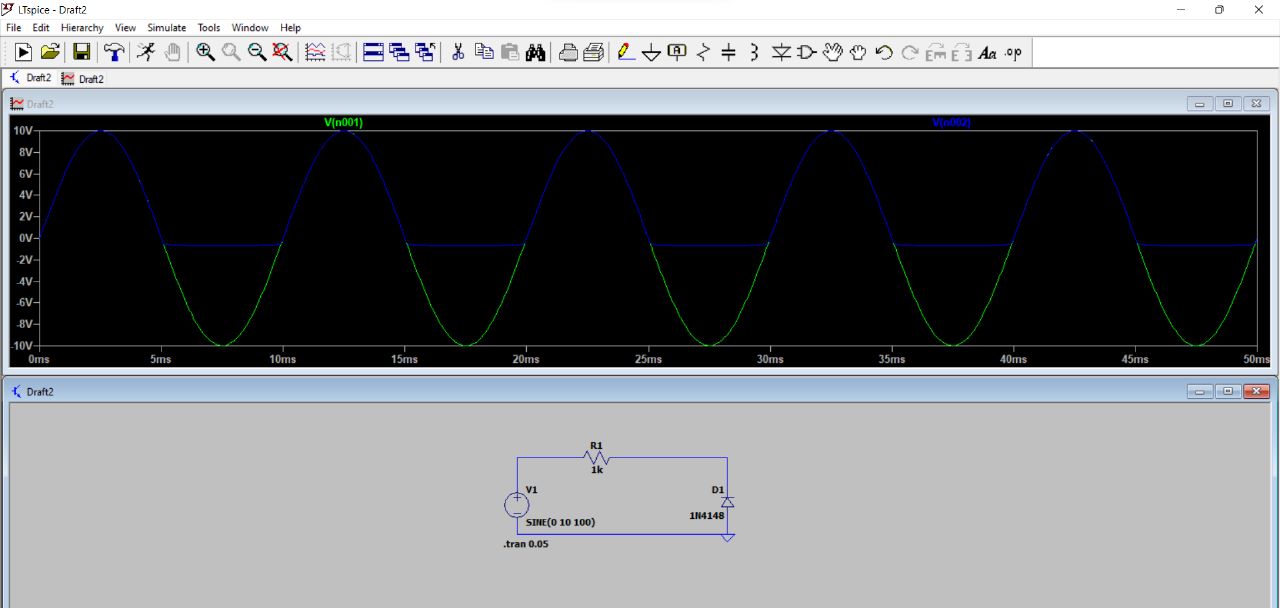 LTspice - Draft2
File Edit Hierarchy View Simulate Tools Window Help
Aa .op
Draft2 Draft2
Draft2
V(n001) V(n002)
10V
8V
6V
4V
2V
0V
-2V
-4V
-6V
-8V
-10V
0ms 5ms 10ms 15ms 20ms 25ms 30ms 35ms 40ms 45ms 50ms
Draft2
R1
1k
V1 D1
1N4148
SINE(0 10 100)
.tran 0.05